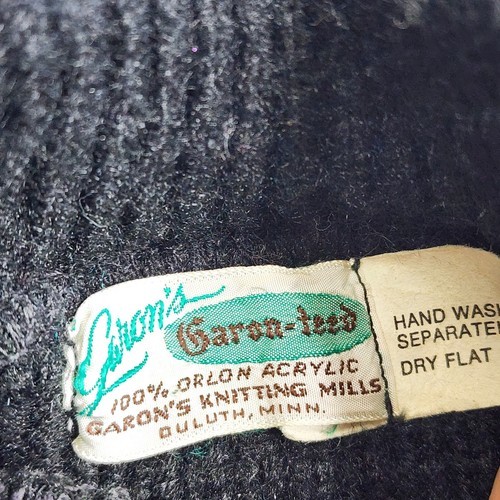 Garon's
Garon-teed
100% ORLON ACRYLIC
GARON'S KNITTING MILLS
DULUTH, MINN.
HAND WASH
SEPARATEL
DRY FLAT